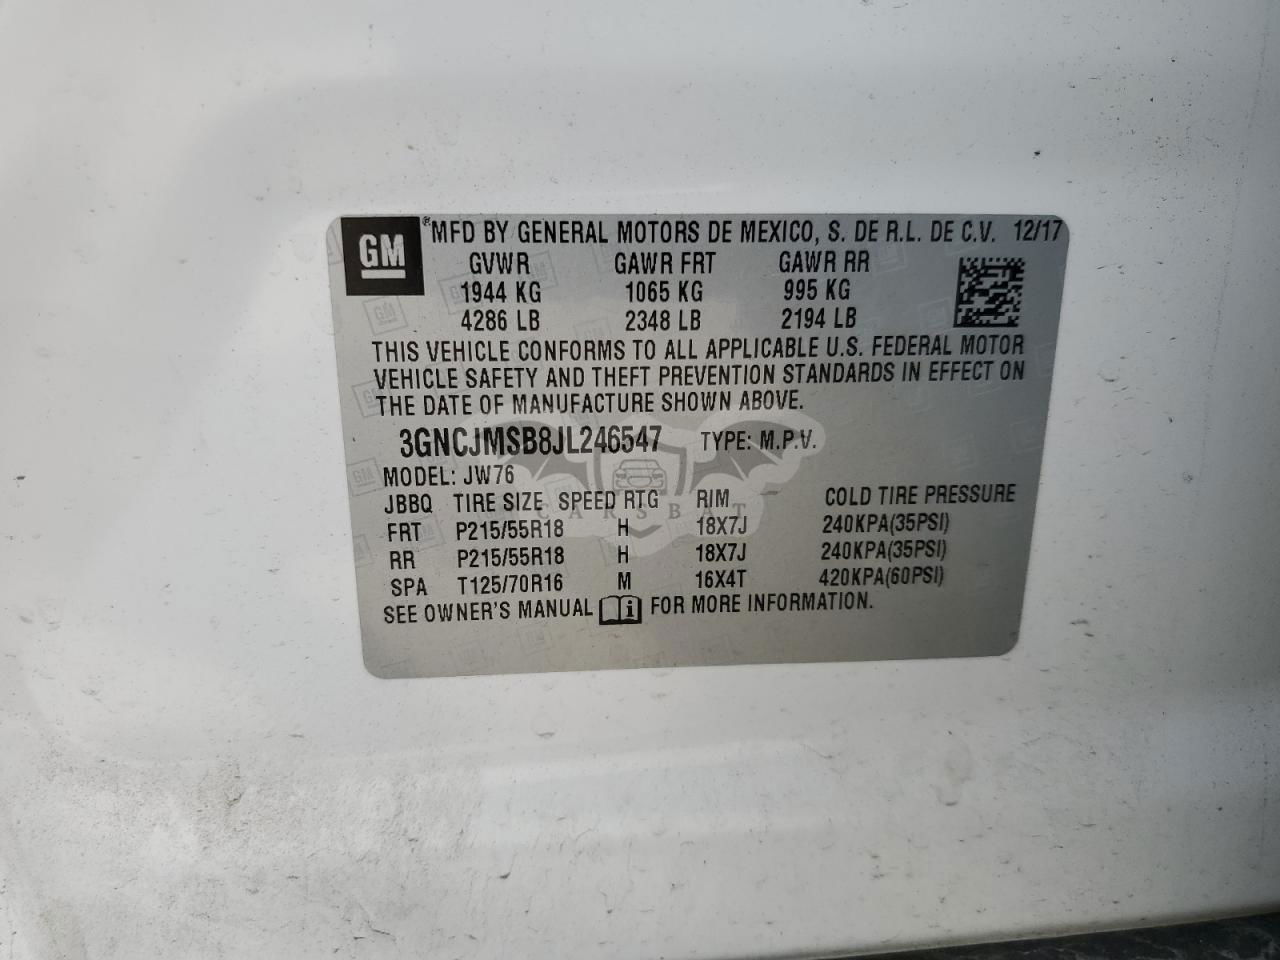 GM
®MFD BY GENERAL MOTORS DE MEXICO, S. DE R.L. DE C.V. 12/17
GVWR GAWR FRT GAWR RR
1944 KG 1065 KG 995 KG
4286 LB 2348 LB 2194 LB
THIS VEHICLE CONFORMS TO ALL APPLICABLE U.S. FEDERAL MOTOR
VEHICLE SAFETY AND THEFT PREVENTION STANDARDS IN EFFECT ON
THE DATE OF MANUFACTURE SHOWN ABOVE.
3GNCJMSB8JL246547 TYPE: M.P.V.
MODEL: JW76
JBBQ TIRE SIZE SPEED RTG RIM COLD TIRE PRESSURE
CARSBAT
FRT P215/55R18 H 18X7J 240KPA(35PSI)
RR P215/55R18 H 18X7J 240KPA(35PSI)
SPA T125/70R16 M 16X4T 420KPA(60PSI)
SEE OWNER'S MANUAL i FOR MORE INFORMATION.